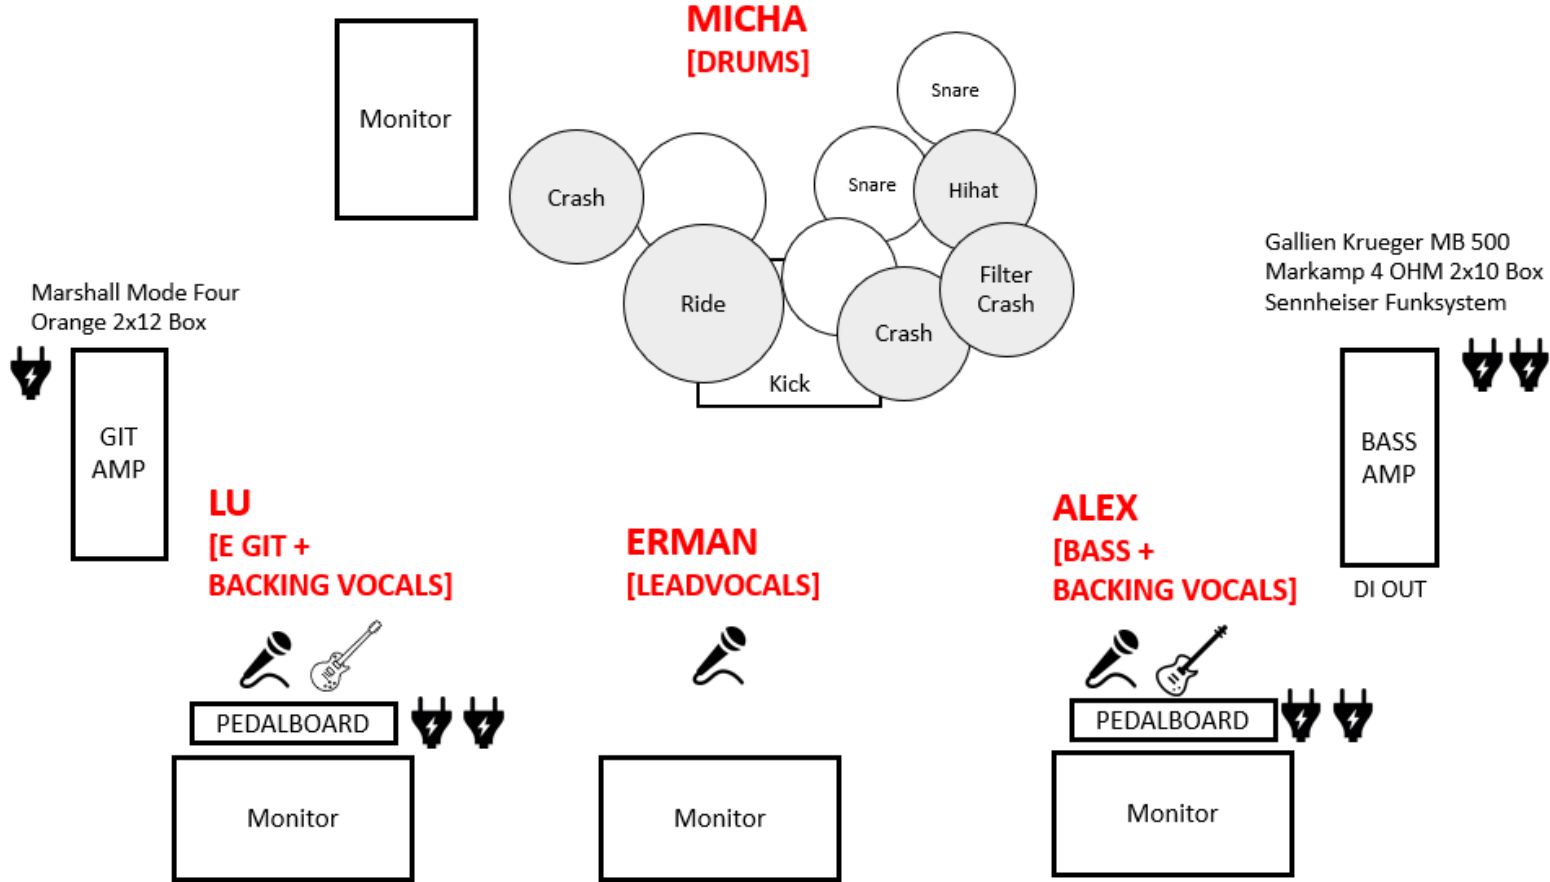 MICHA
[DRUMS]
Monitor
Snare
Crash
Snare
Hihat
Ride
Filter
Crash
Crash
Kick
Marshall Mode Four
Orange 2x12 Box
GIT
AMP
Gallien Krueger MB 500
Markamp 4 OHM 2x10 Box
Sennheiser Funksystem
BASS
AMP
DI OUT
LU
[E GIT +
BACKING VOCALS]
PEDALBOARD
Monitor
ERMAN
[LEADVOCALS]
Monitor
ALEX
[BASS +
BACKING VOCALS]
PEDALBOARD
Monitor